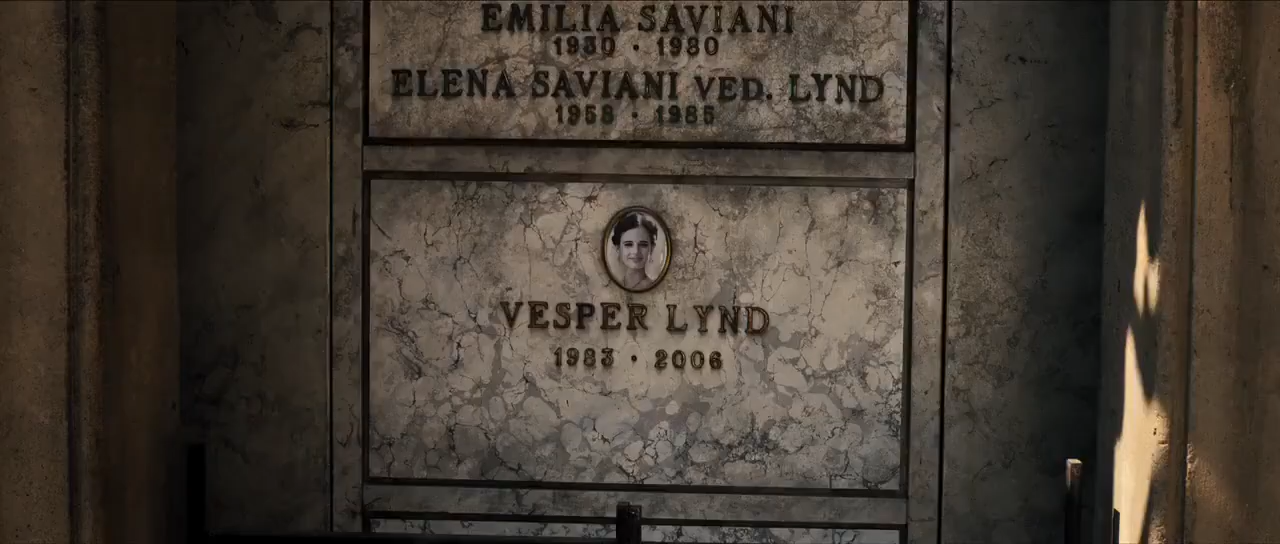 EMILIA SAVIANI
1930 · 1980
ELENA SAVIANI VED. LYND
1958 · 1985
VESPER LYND
1983 · 2006